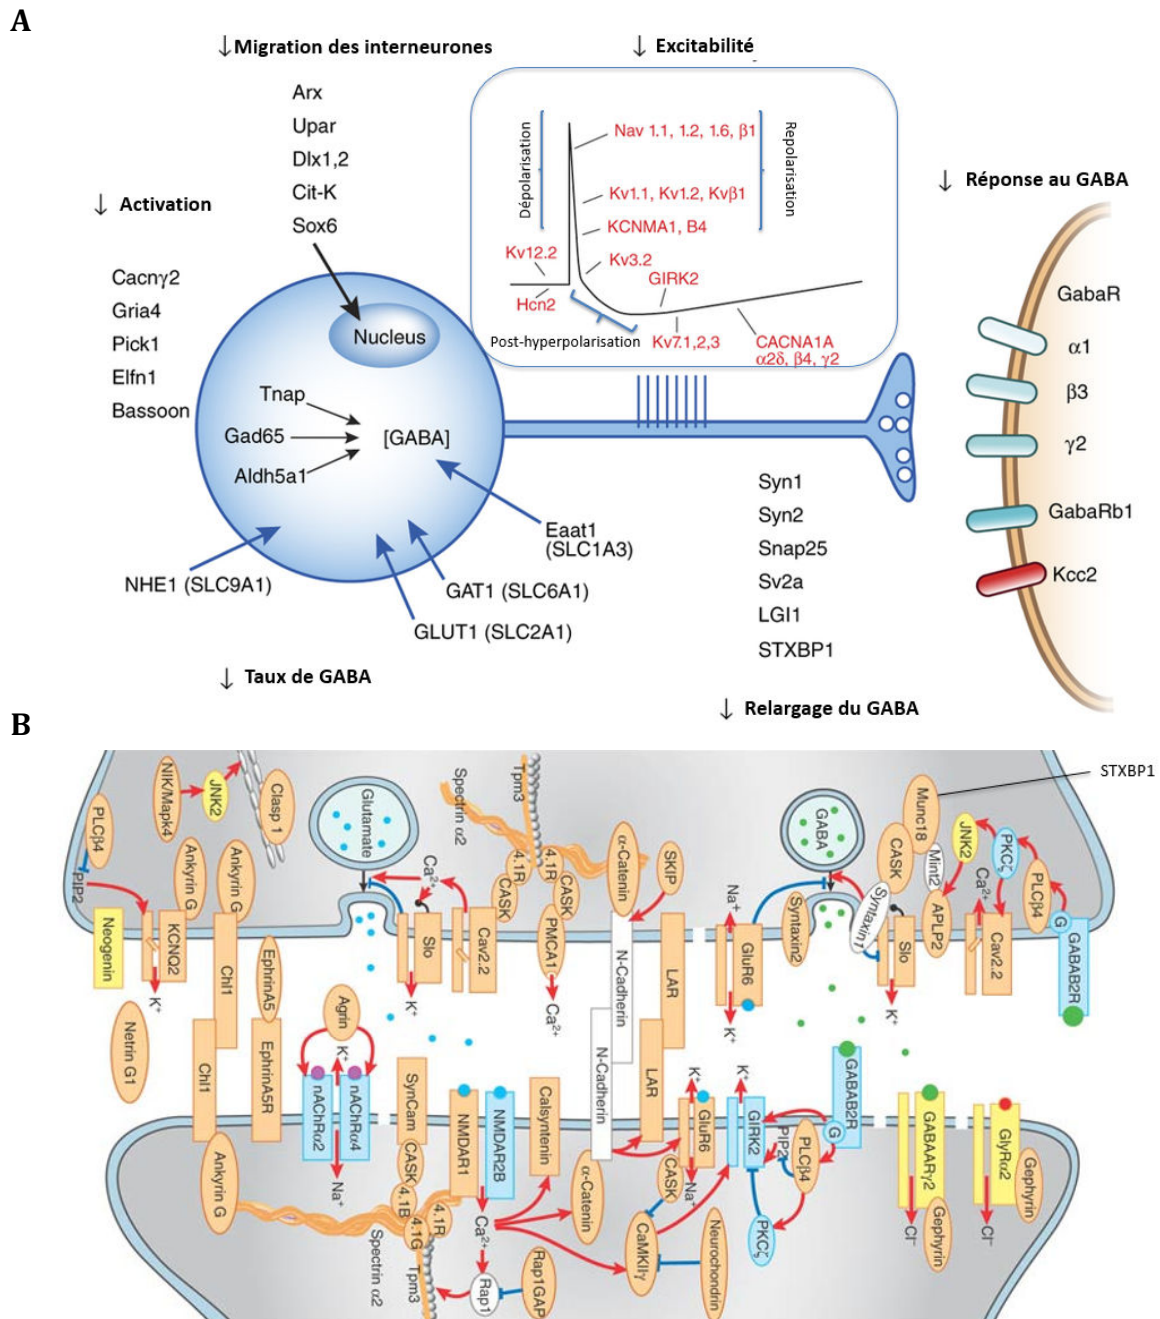 A
↓Migration des interneurones
↓ Excitabilité
Arx
Upar
Dlx1,2
Cit-K
Sox6
Dépolarisation
Nav 1.1, 1.2, 1.6, β1
Repolarisation
Kv1.1, Kv1.2, Kvβ1
KCNMA1, B4
Kv12.2
Kv3.2
GIRK2
Hcn2
Post-hyperpolarisation
Kv7.1,2,3
CACNA1A
α2δ, β4, γ2
↓ Réponse au GABA
↓ Activation
Cacnγ2
Gria4
Pick1
Elfn1
Bassoon
Nucleus
Tnap
Gad65
[GABA]
Aldh5a1
Eaat1
(SLC1A3)
NHE1 (SLC9A1)
GAT1 (SLC6A1)
GLUT1 (SLC2A1)
GabaR
α1
β3
γ2
GabaRb1
Kcc2
Syn1
Syn2
Snap25
Sv2a
LGI1
STXBP1
↓ Taux de GABA
↓ Relargage du GABA
B
STXBP1
PLCβ4
NIK/Mapk4
JNK2
Clasp 1
Glutamate
Spectrin α2
Tpm3
GABA
Munc18
CASK
Mint2
JNK2
PKCζ
PLCβ4
PIP2
Ankyrin G
Ankyrin G
Ca²⁺
4.1R
4.1R
CASK
CASK
α-Catenin
SKIP
Na⁺
Syntaxin2
Syntaxin1
APLP2
Ca²⁺
G
GABAB2R
Neogenin
KCNQ2
K⁺
Chl1
EphrinA5
Slo
K⁺
Cav2.2
PMCA1
Ca²⁺
N-Cadherin
LAR
GluR6
K⁺
Slo
K⁺
Cav2.2
Netrin G1
Chl1
EphrinA5R
Agrin
K⁺
nAChRα2
nAChRα4
Na⁺
SynCam
NMDAR1
NMDAR2B
Calsyntenin
N-Cadherin
LAR
K⁺
GluR6
Na⁺
K⁺
GIRK2
GABAB2R
G
PIP2
PLCβ4
GABAARγ2
Cl⁻
GlyRα2
Cl⁻
Gephyrin
Gephyrin
Ankyrin G
CASK
4.1B
4.1G
4.1R
Spectrin α2
Tpm3
Ca²⁺
Rap1
Rap1GAP
α-Catenin
CASK
CaMKIIγ
Neurochondrin
PKCζ